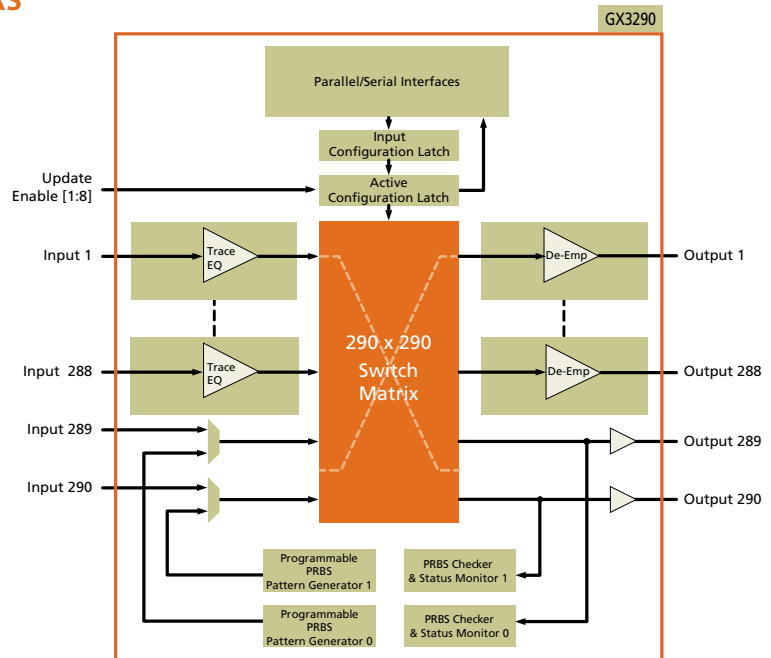 GX3290
Parallel/Serial Interfaces
Input
Configuration Latch
Update
Enable [1:8]
Active
Configuration Latch
Input 1
Trace
EQ
De-Emp
Output 1
290 x 290
Switch
Matrix
Input 288
Trace
EQ
De-Emp
Output 288
Input 289
Output 289
Input 290
Output 290
Programmable
PRBS
Pattern Generator 1
PRBS Checker
& Status Monitor 1
Programmable
PRBS
Pattern Generator 0
PRBS Checker
& Status Monitor 0